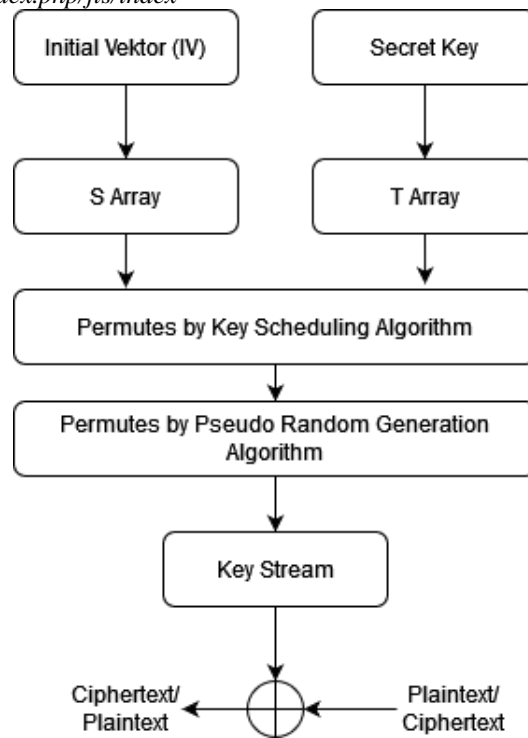 index.php/jis/index
Initial Vektor (IV)
Secret Key
S Array
T Array
Permutes by Key Scheduling Algorithm
Permutes by Pseudo Random Generation
Algorithm
Key Stream
Ciphertext/
Plaintext
Plaintext/
Ciphertext